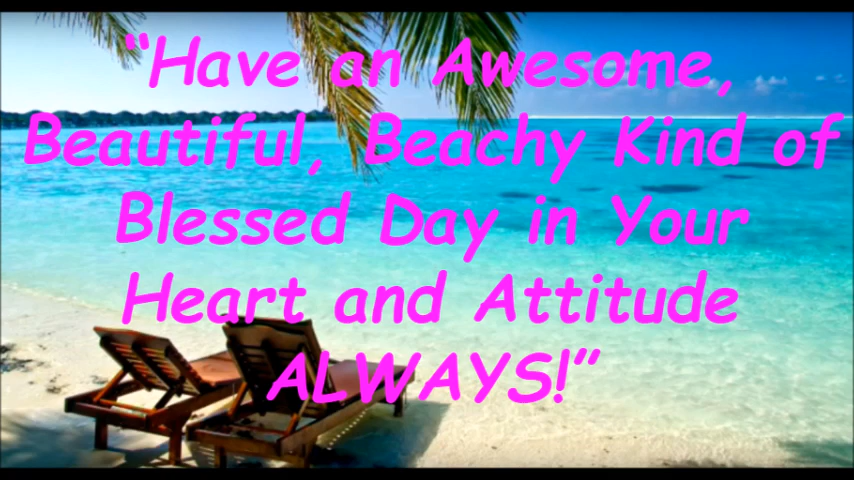 “Have an Awesome,
Beautiful, Beachy Kind of
Blessed Day in Your
Heart and Attitude
ALWAYS!”